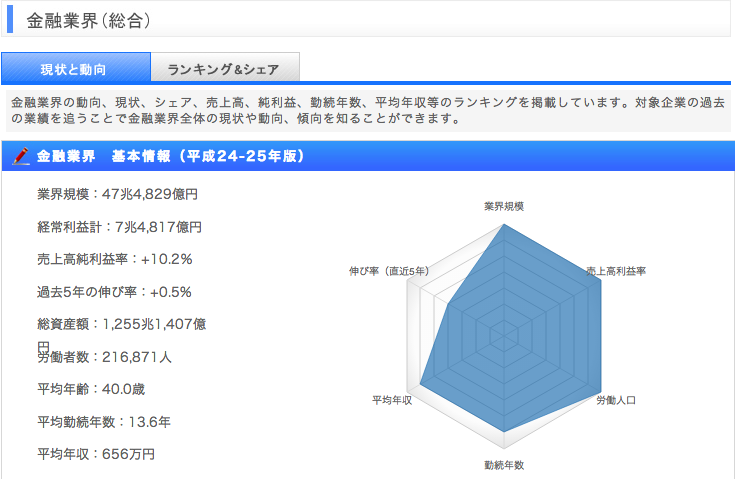 金融業界(総合)
現状と動向
ランキング&シェア
金融業界の動向、現状、シェア、売上高、純利益、勤続年数、平均年収等のランキングを掲載しています。対象企業の過去
の業績を追うことで金融業界全体の現状や動向、傾向を知ることができます。
金融業界 基本情報(平成24-25年版)
業界規模：47兆4,829億円
経常利益計：7兆4,817億円
売上高純利益率：+10.2%
過去5年の伸び率：+0.5%
総資産額：1,255兆1,407億
円
労働者数：216,871人
平均年齢：40.0歳
平均勤続年数：13.6年
平均年収：656万円
業界規模
伸び率（直近5年）
売上高利益率
平均年収
労働人口
勤続年数